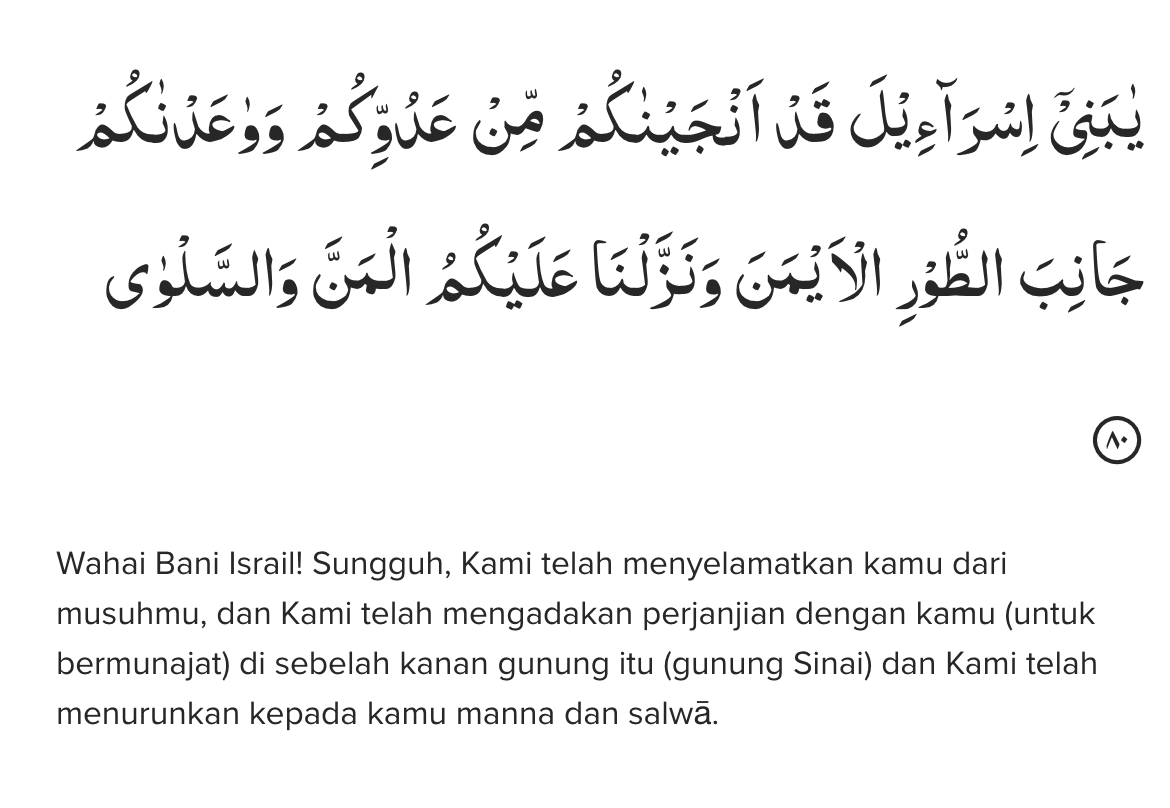 يٰبَنِيْٓ اِسْرَاۤءِيْلَ قَدْ اَنْجَيْنٰكُمْ مِّنْ عَدُوِّكُمْ وَوٰعَدْنٰكُمْ
جَانِبَ الطُّوْرِ الْاَيْمَنَ وَنَزَّلْنَا عَلَيْكُمُ الْمَنَّ وَالسَّلْوٰى
٨٠
Wahai Bani Israil! Sungguh, Kami telah menyelamatkan kamu dari
musuhmu, dan Kami telah mengadakan perjanjian dengan kamu (untuk
bermunajat) di sebelah kanan gunung itu (gunung Sinai) dan Kami telah
menurunkan kepada kamu manna dan salwā.